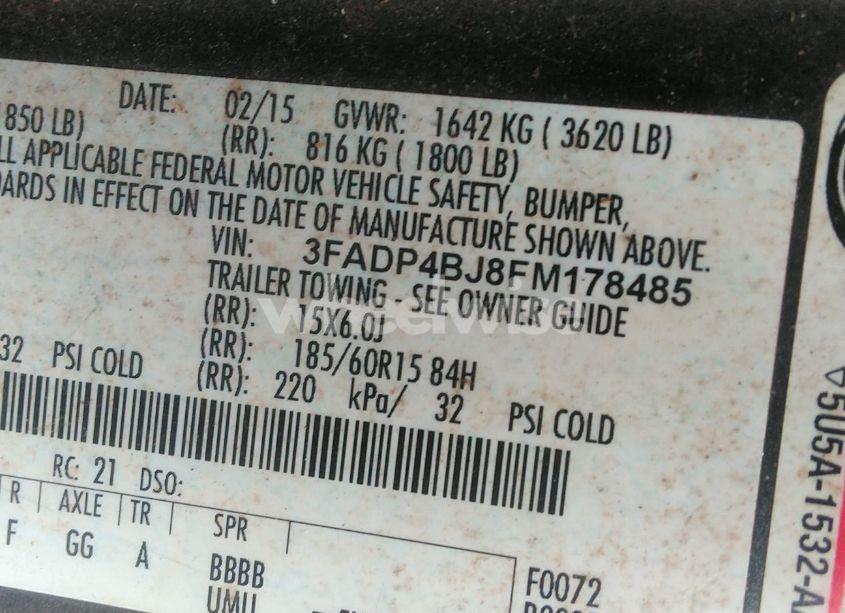 DATE: 02/15 GVWR: 1642 KG ( 3620 LB)
1850 LB) (RR): 816 KG ( 1800 LB)
LL APPLICABLE FEDERAL MOTOR VEHICLE SAFETY, BUMPER,
DARDS IN EFFECT ON THE DATE OF MANUFACTURE SHOWN ABOVE.
VIN: 3FADP4BJ8FM178485
TRAILER TOWING - SEE OWNER GUIDE
(RR): 15X6.0J
(RR): 185/60R15 84H
32 PSI COLD (RR): 220 kPa/ 32 PSI COLD
RC: 21 DSO:
R AXLE TR SPR
F GG A BBBB F0072
UMU
5U5A-1532-A